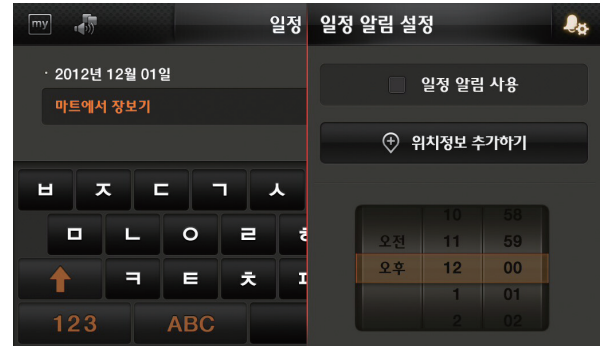 my
일정
· 2012년 12월 01일
마트에서 장보기
ㅂ ㅈ ㄷ ㄱ ㅅ
ㅁ ㄴ ㅇ ㄹ
ㅋ ㅌ ㅊ
123 ABC
일정 알림 설정
일정 알림 사용
위치정보 추가하기
10 58
오전 11 59
오후 12 00
1 01
2 02